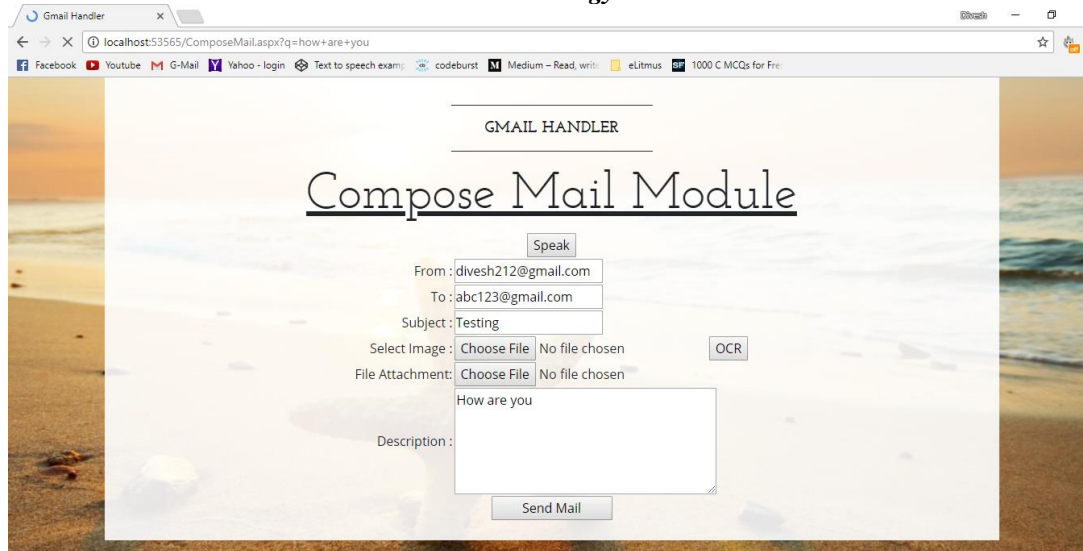 gy
Gmail Handler
Divesh
localhost:53565/ComposeMail.aspx?q=how+are+you
Facebook Youtube G-Mail Yahoo - login Text to speech examp codeburst Medium – Read, write eLitmus 1000 C MCQs for Fre
GMAIL HANDLER
Compose Mail Module
Speak
From : divesh212@gmail.com
To : abc123@gmail.com
Subject : Testing
Select Image : Choose File No file chosen OCR
File Attachment: Choose File No file chosen
How are you
Description :
Send Mail